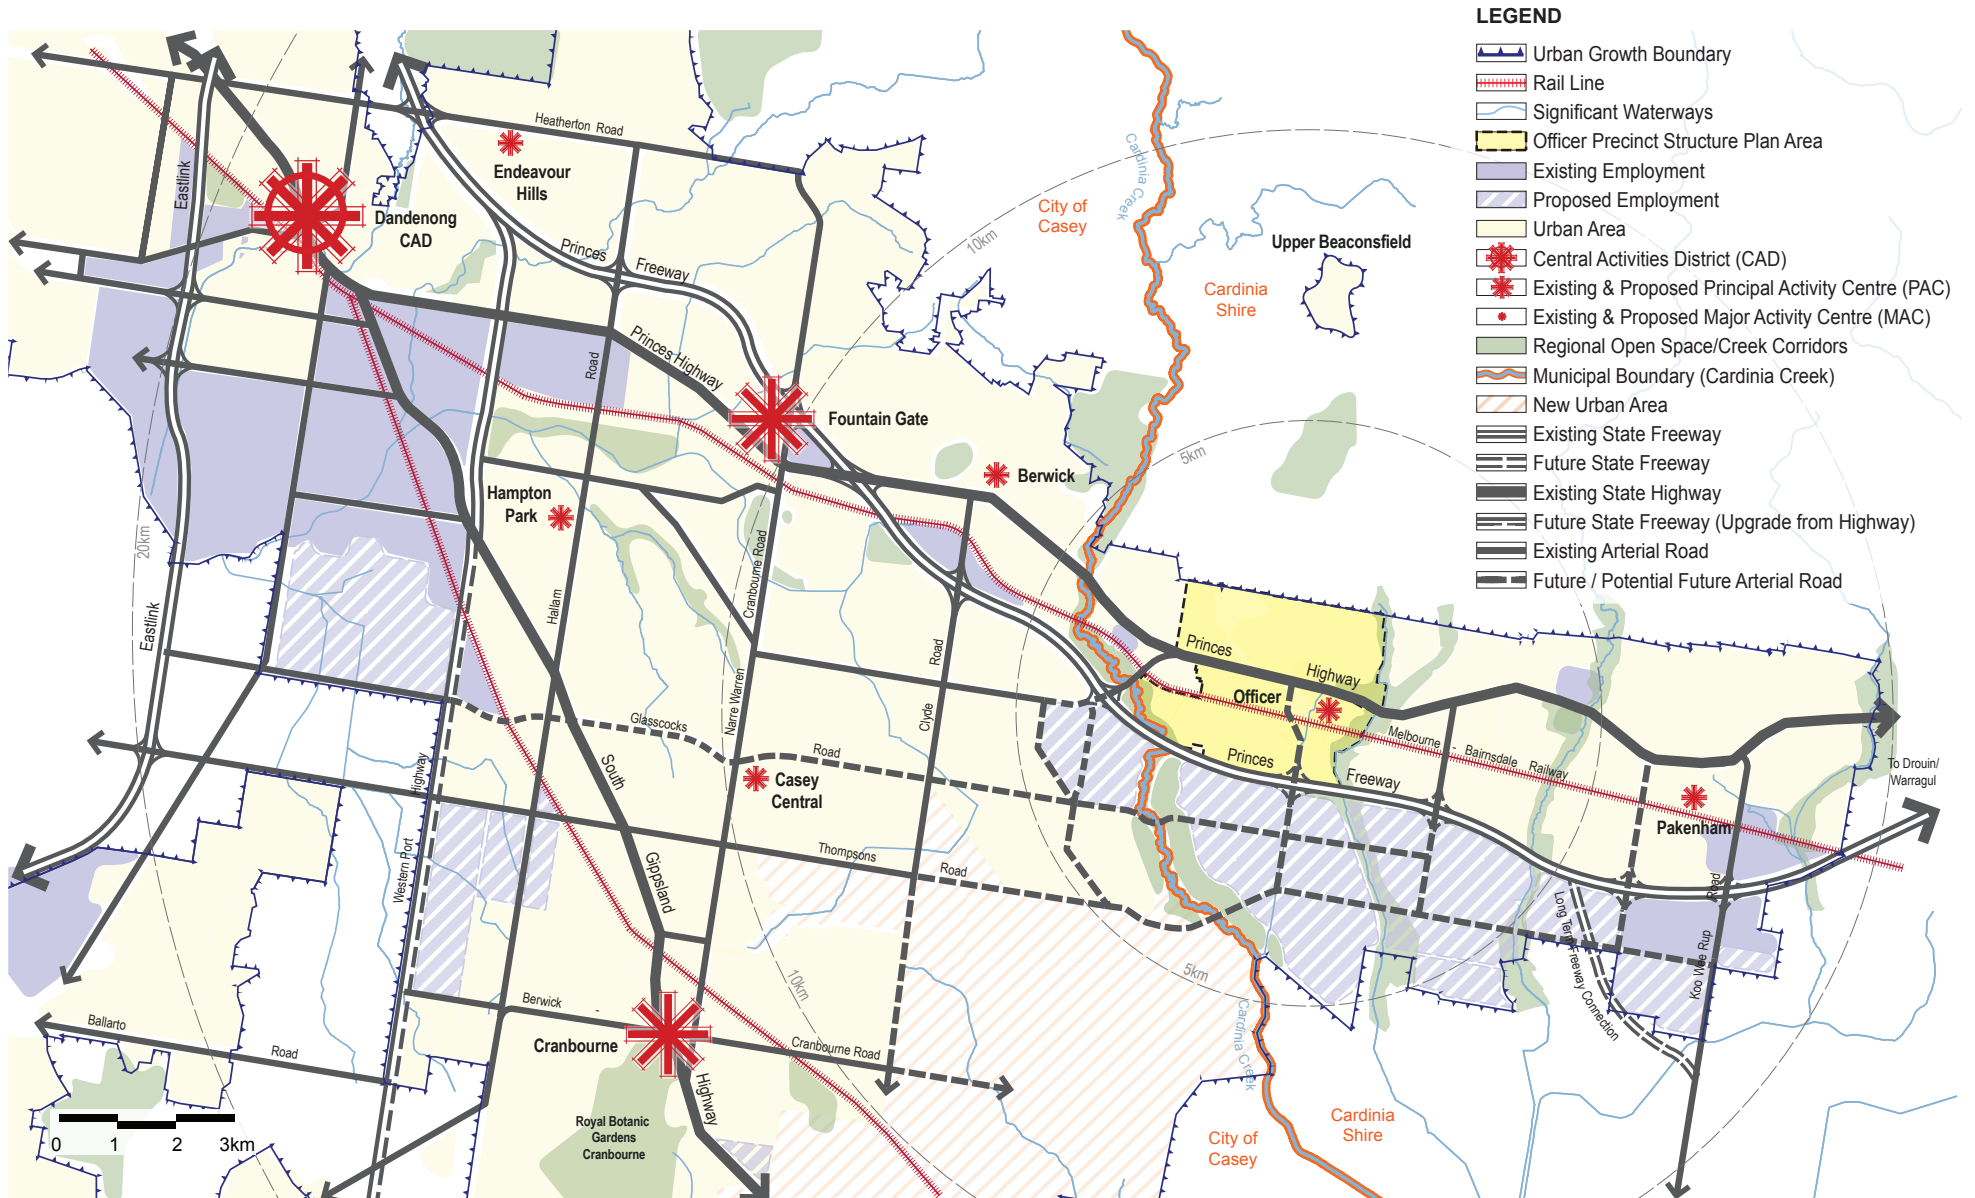 LEGEND
Urban Growth Boundary
Rail Line
Significant Waterways
Officer Precinct Structure Plan Area
Existing Employment
Proposed Employment
Urban Area
Central Activities District (CAD)
Existing & Proposed Principal Activity Centre (PAC)
Existing & Proposed Major Activity Centre (MAC)
Regional Open Space/Creek Corridors
Municipal Boundary (Cardinia Creek)
New Urban Area
Existing State Freeway
Future State Freeway
Existing State Highway
Future State Freeway (Upgrade from Highway)
Existing Arterial Road
Future / Potential Future Arterial Road
Heatherton Road
Endeavour
Hills
Eastlink
Dandenong
CAD
Princes
Freeway
Cardinia Creek
City of
Casey
10km
Upper Beaconsfield
Cardinia
Shire
Princes Highway
Road
Fountain Gate
5km
Berwick
Hampton
Park
20km
Cranbourne Road
Hallam
Eastlink
Road
Princes
Highway
Officer
Narre Warren
Clyde
Glasscocks
Road
Melbourne - Bairnsdale Railway
Princes
Freeway
To Drouin/
Warragul
South
Highway
Casey
Central
Pakenham
Thompsons
Road
Western Port
Gippsland
Road
Long Term Freeway Connection
Koo Wee Rup
5km
10km
Berwick
Cranbourne
Cranbourne Road
Ballarto
Road
Cardinia Creek
Highway
Royal Botanic
Gardens
Cranbourne
Cardinia
Shire
City of
Casey
0 1 2 3km